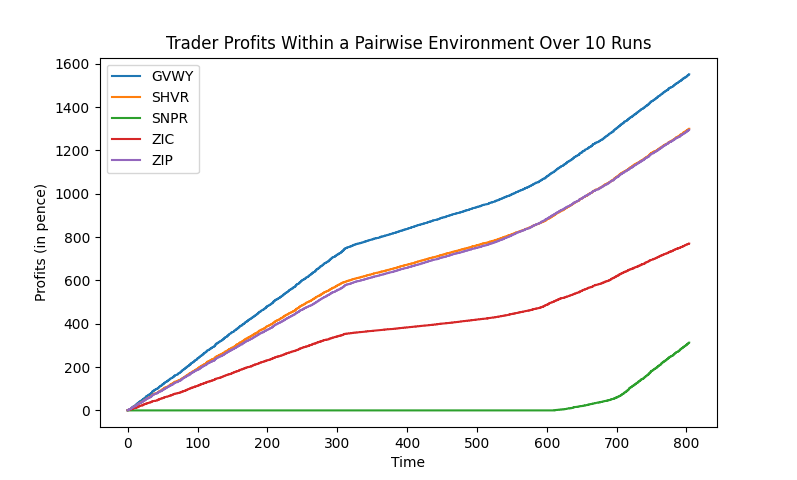 Trader Profits Within a Pairwise Environment Over 10 Runs
1600
1400
1200
1000
800
600
400
200
0
Profits (in pence)
GVWY
SHVR
SNPR
ZIC
ZIP
0 100 200 300 400 500 600 700 800
Time